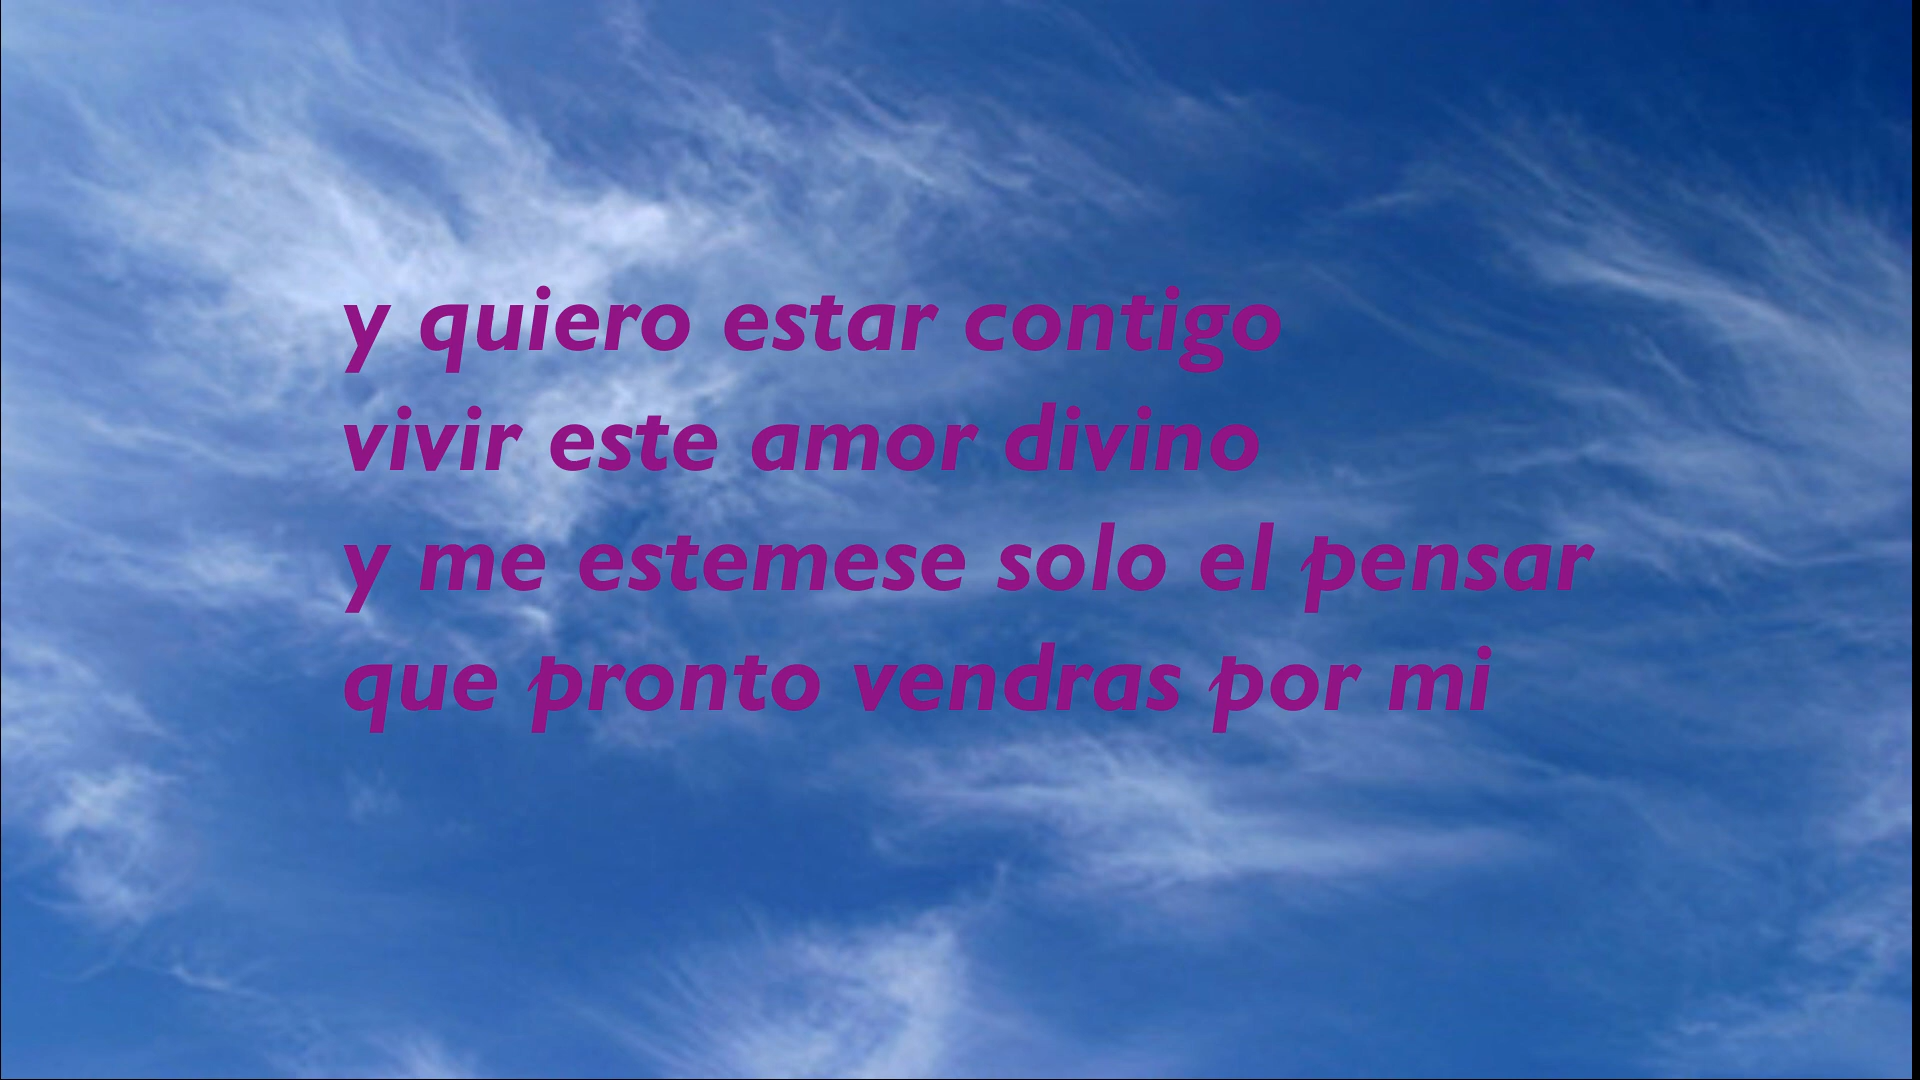 y quiero estar contigo
vivir este amor divino
y me estemese solo el pensar
que pronto vendras por mi